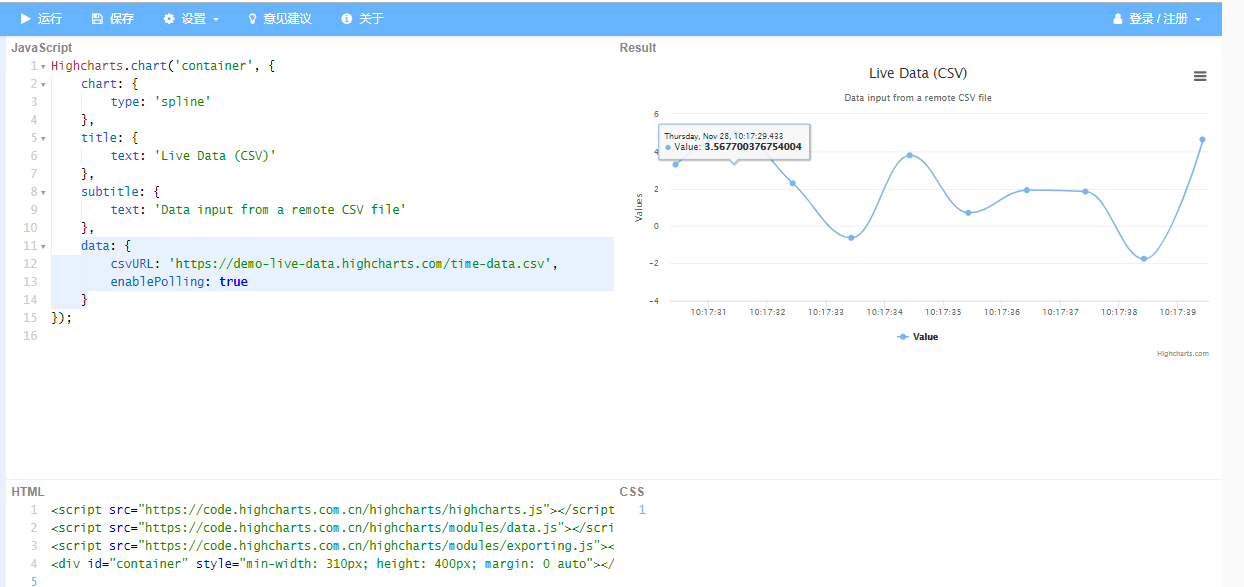 运行 保存 设置 意见建议 关于 登录 / 注册
JavaScript
1 Highcharts.chart('container', {
2 chart: {
3 type: 'spline'
4 },
5 title: {
6 text: 'Live Data (CSV)'
7 },
8 subtitle: {
9 text: 'Data input from a remote CSV file'
10 },
11 data: {
12 csvURL: 'https://demo-live-data.highcharts.com/time-data.csv',
13 enablePolling: true
14 }
15 });
16
Result
Live Data (CSV)
Data input from a remote CSV file
Thursday, Nov 28, 10:17:29.433
Value: 3.567700376754004
Values
6
4
2
0
-2
-4
10:17:31 10:17:32 10:17:33 10:17:34 10:17:35 10:17:36 10:17:37 10:17:38 10:17:39
Value
Highcharts.com
HTML
1 <script src="https://code.highcharts.com.cn/highcharts/highcharts.js"></script
2 <script src="https://code.highcharts.com.cn/highcharts/modules/data.js"></scri
3 <script src="https://code.highcharts.com.cn/highcharts/modules/exporting.js"><
4 <div id="container" style="min-width: 310px; height: 400px; margin: 0 auto"></
5
CSS
1